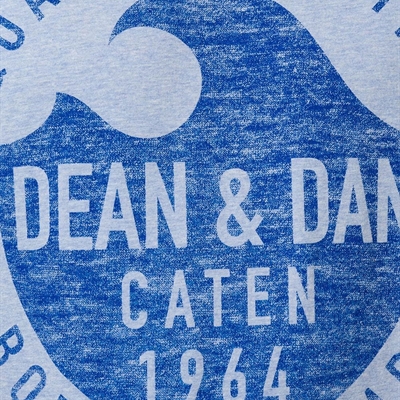 DEAN & DAN
CATEN
1964